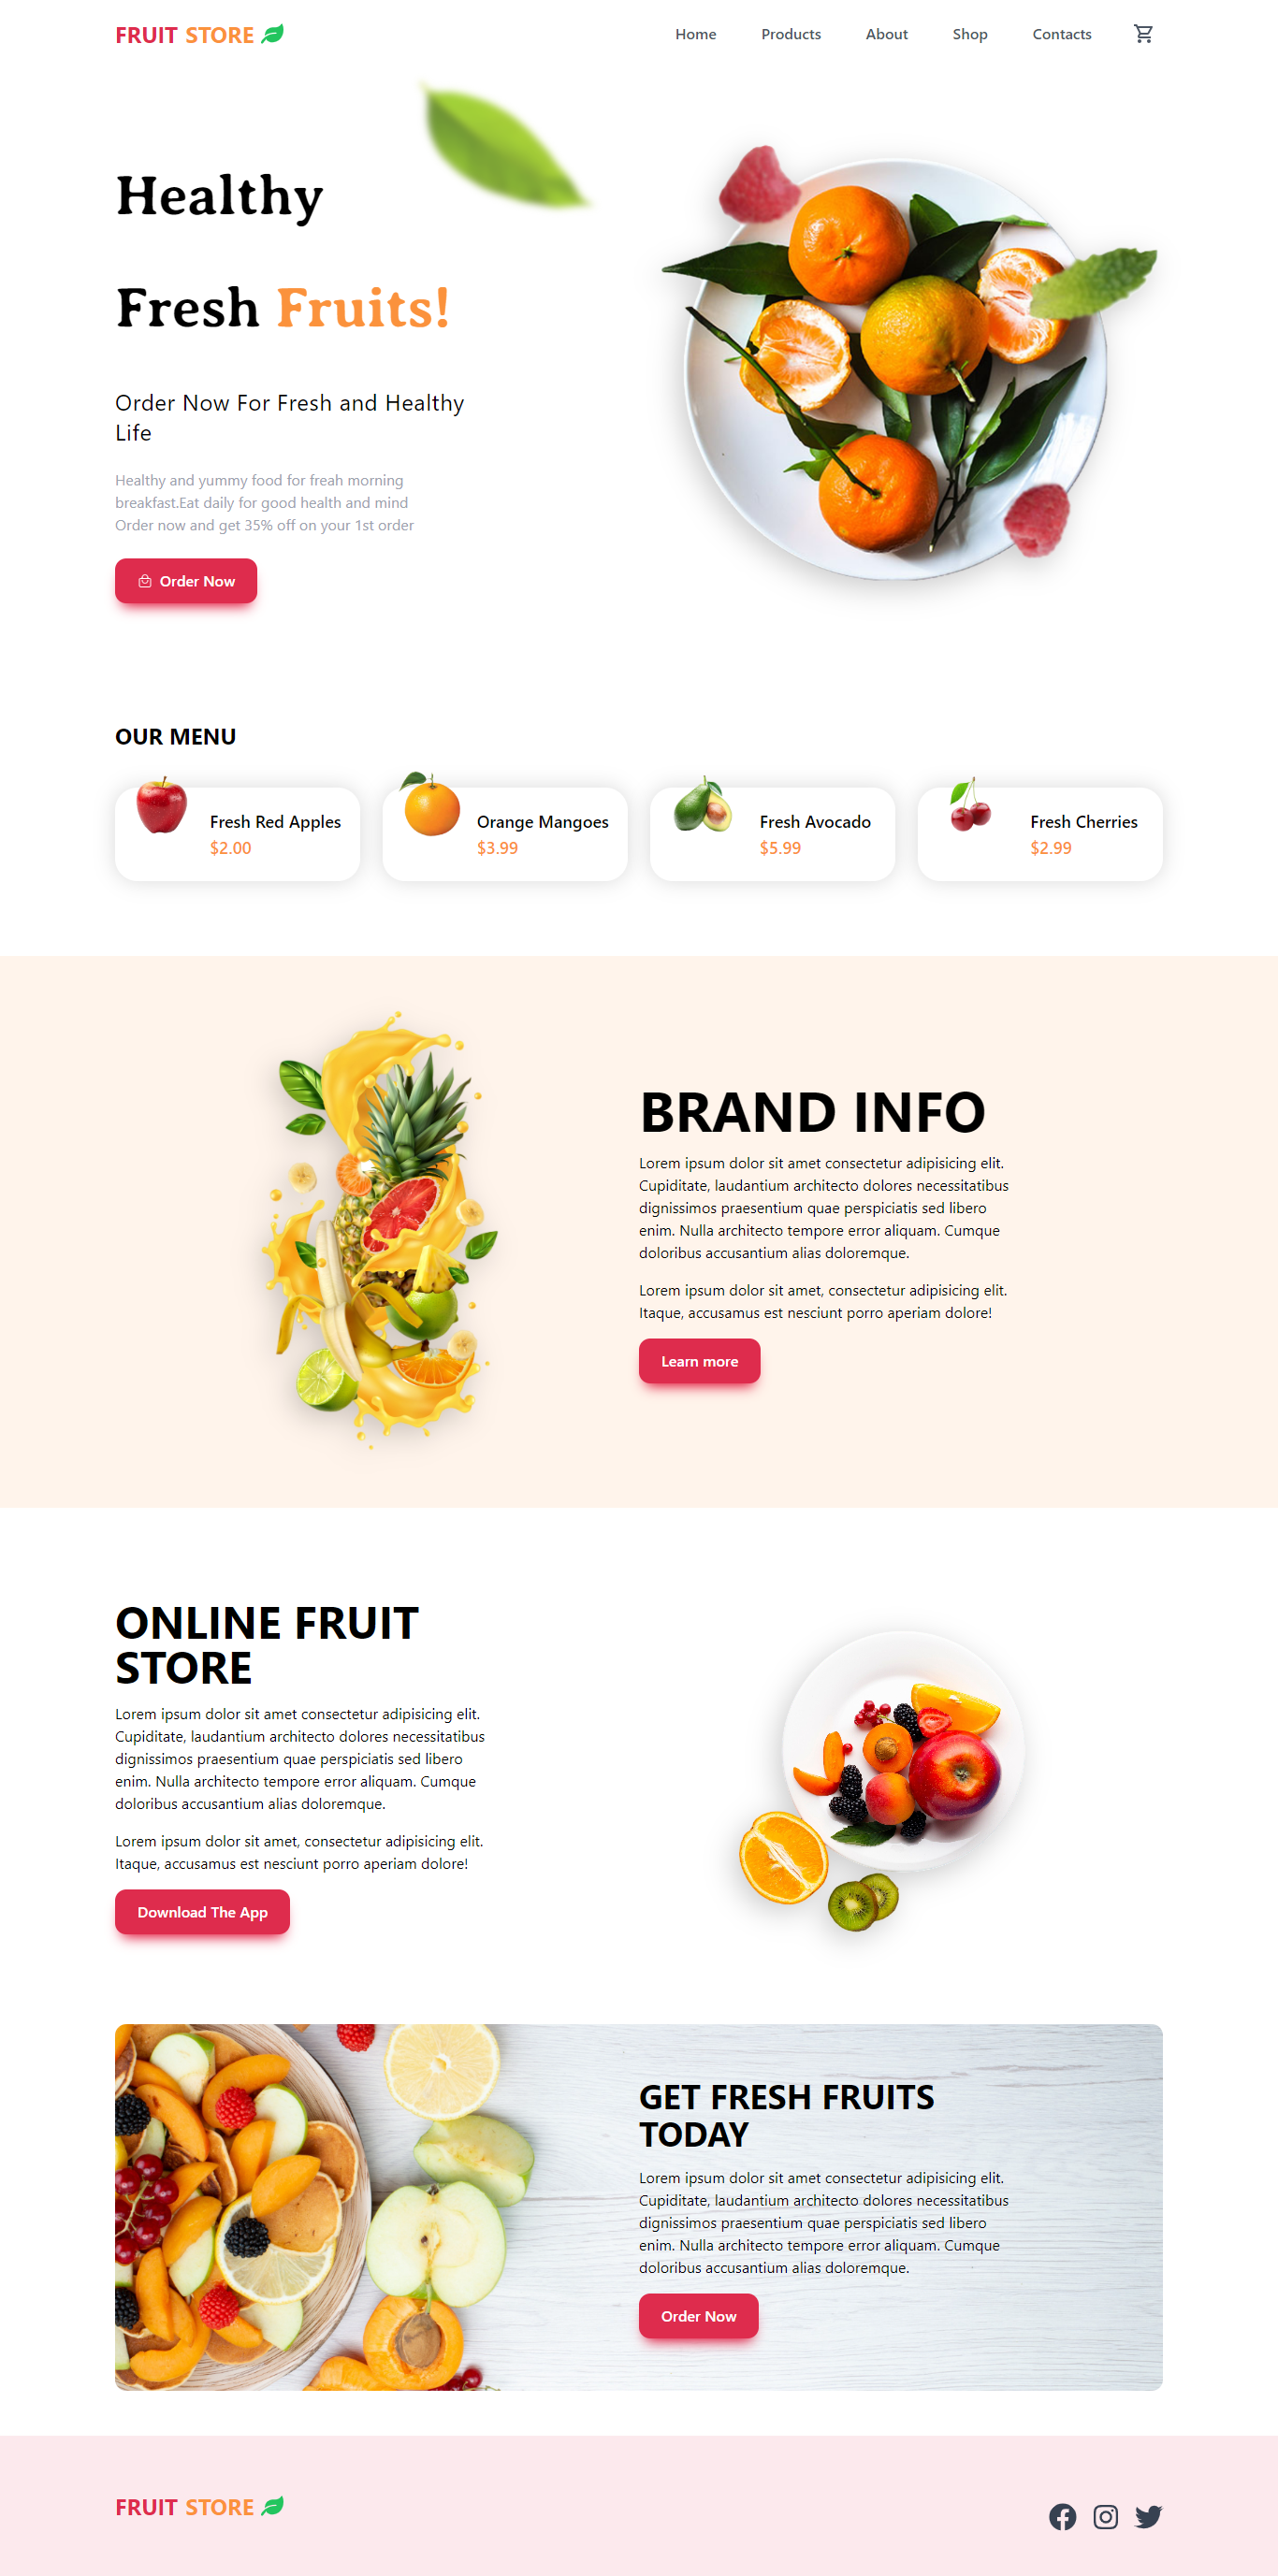 FRUIT STORE
Home Products About Shop Contacts
Healthy
Fresh Fruits!
Order Now For Fresh and Healthy
Life
Healthy and yummy food for freah morning
breakfast.Eat daily for good health and mind
Order now and get 35% off on your 1st order
Order Now
OUR MENU
Fresh Red Apples
$2.00
Orange Mangoes
$3.99
Fresh Avocado
$5.99
Fresh Cherries
$2.99
BRAND INFO
Lorem ipsum dolor sit amet consectetur adipisicing elit.
Cupiditate, laudantium architecto dolores necessitatibus
dignissimos praesentium quae perspiciatis sed libero
enim. Nulla architecto tempore error aliquam. Cumque
doloribus accusantium alias doloremque.
Lorem ipsum dolor sit amet, consectetur adipisicing elit.
Itaque, accusamus est nesciunt porro aperiam dolore!
Learn more
ONLINE FRUIT
STORE
Lorem ipsum dolor sit amet consectetur adipisicing elit.
Cupiditate, laudantium architecto dolores necessitatibus
dignissimos praesentium quae perspiciatis sed libero
enim. Nulla architecto tempore error aliquam. Cumque
doloribus accusantium alias doloremque.
Lorem ipsum dolor sit amet, consectetur adipisicing elit.
Itaque, accusamus est nesciunt porro aperiam dolore!
Download The App
GET FRESH FRUITS
TODAY
Lorem ipsum dolor sit amet consectetur adipisicing elit.
Cupiditate, laudantium architecto dolores necessitatibus
dignissimos praesentium quae perspiciatis sed libero
enim. Nulla architecto tempore error aliquam. Cumque
doloribus accusantium alias doloremque.
Order Now
FRUIT STORE